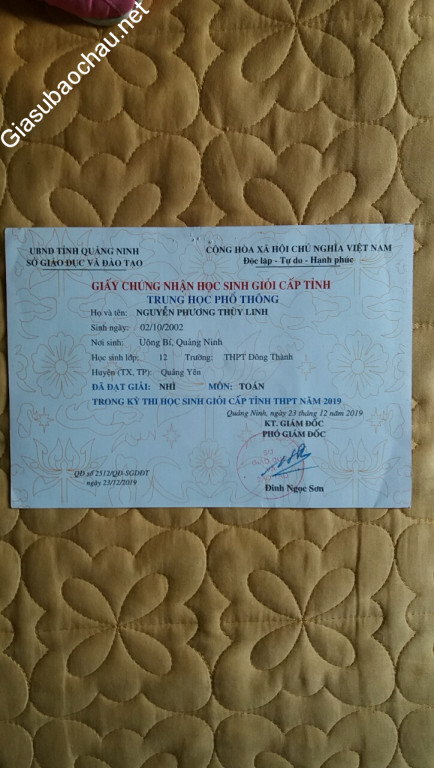 Giasubaochau.net
UBND TỈNH QUẢNG NINH
SỞ GIÁO DỤC VÀ ĐÀO TẠO
CỘNG HÒA XÃ HỘI CHỦ NGHĨA VIỆT NAM
Độc lập - Tự do - Hạnh phúc
GIẤY CHỨNG NHẬN HỌC SINH GIỎI CẤP TỈNH
TRUNG HỌC PHỔ THÔNG
Họ và tên: NGUYỄN PHƯƠNG THÙY LINH
Sinh ngày: 02/10/2002
Nơi sinh: Uông Bí, Quảng Ninh
Học sinh lớp: 12 Trường: THPT Đông Thành
Huyện (TX, TP): Quảng Yên
ĐÃ ĐẠT GIẢI: NHÌ MÔN: TOÁN
TRONG KỲ THI HỌC SINH GIỎI CẤP TỈNH THPT NĂM 2019
Quảng Ninh, ngày 23 tháng 12 năm 2019
KT. GIÁM ĐỐC
PHÓ GIÁM ĐỐC
QĐ số 2512/QĐ-SGDĐT
ngày 23/12/2019
Đinh Ngọc Sơn